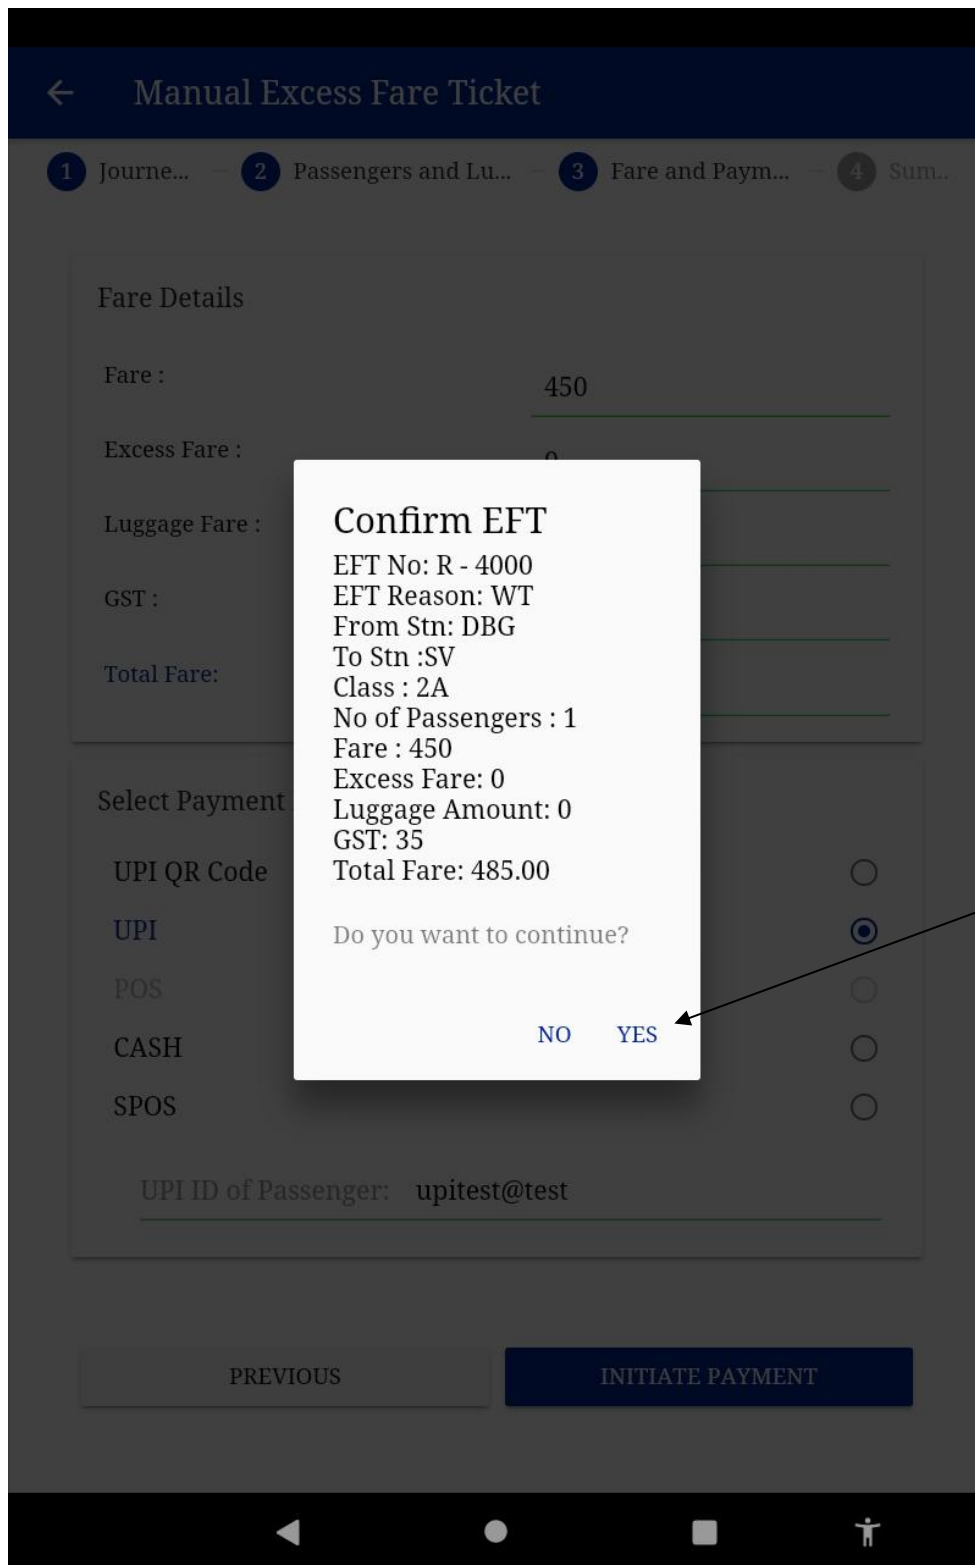 Manual Excess Fare Ticket
1 Journe... 2 Passengers and Lu... 3 Fare and Paym... 4 Sum...
Fare Details
Fare : 450
Excess Fare : 0
Luggage Fare :
GST :
Total Fare:
Confirm EFT
EFT No: R - 4000
EFT Reason: WT
From Stn: DBG
To Stn :SV
Class : 2A
No of Passengers : 1
Fare : 450
Excess Fare: 0
Luggage Amount: 0
GST: 35
Total Fare: 485.00
Do you want to continue?
NO YES
Select Payment
UPI QR Code
UPI
POS
CASH
SPOS
UPI ID of Passenger: upitest@test
PREVIOUS INITIATE PAYMENT